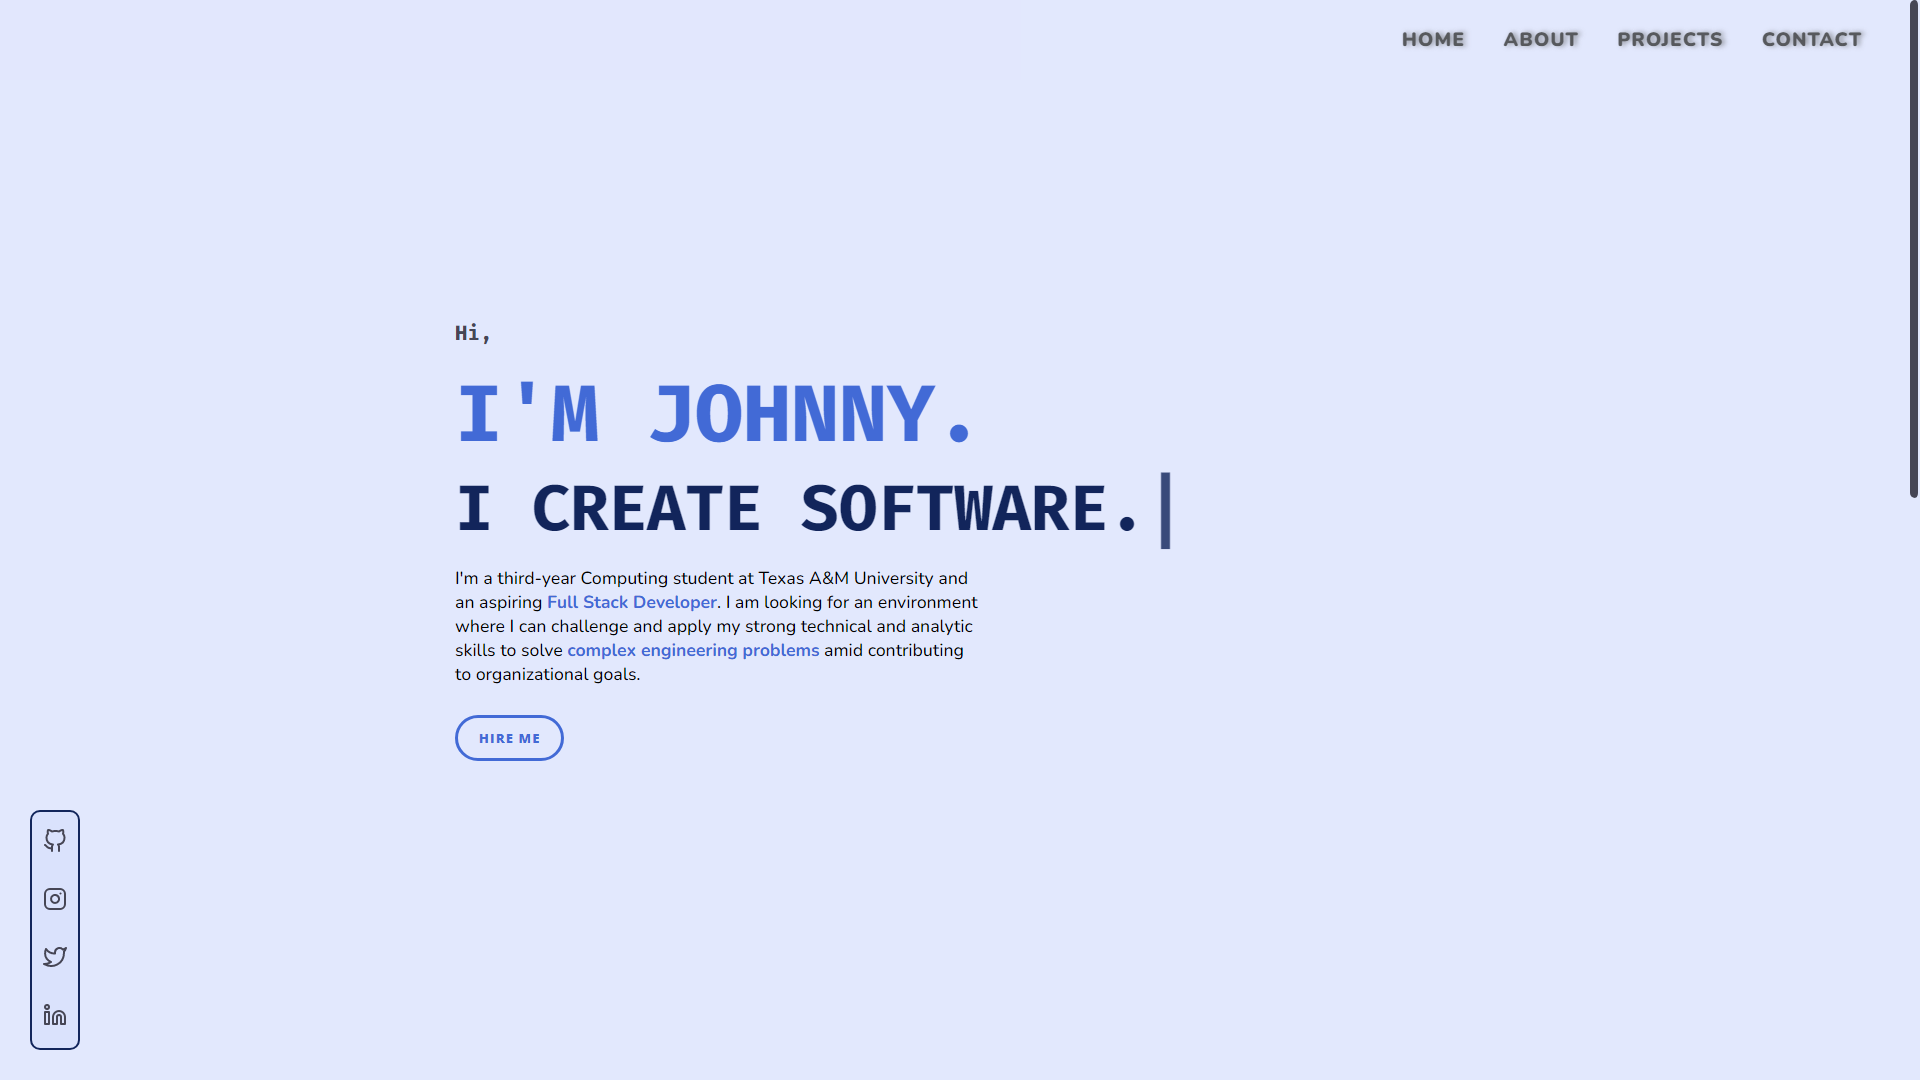 HOME ABOUT PROJECTS CONTACT
Hi,
I'M JOHNNY.
I CREATE SOFTWARE.|
I'm a third-year Computing student at Texas A&M University and
an aspiring Full Stack Developer. I am looking for an environment
where I can challenge and apply my strong technical and analytic
skills to solve complex engineering problems amid contributing
to organizational goals.
HIRE ME